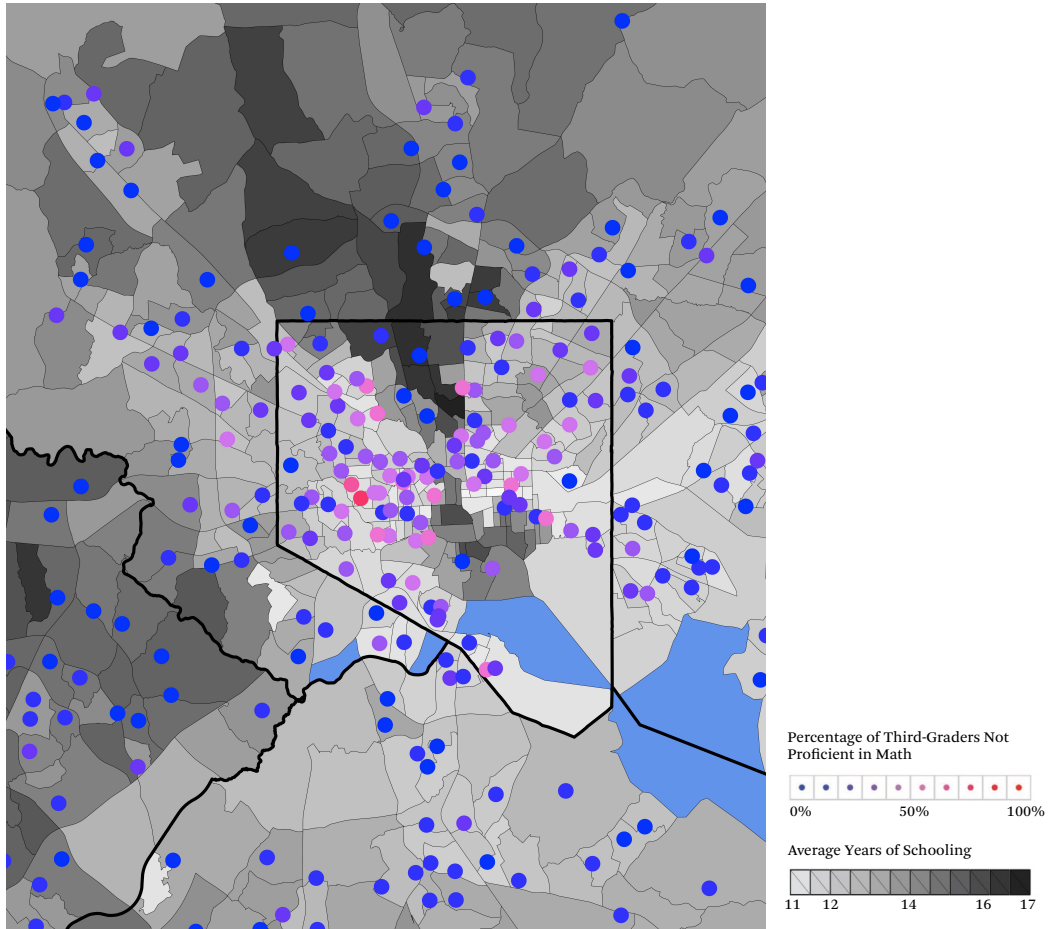 Percentage of Third-Graders Not
Proficient in Math
0% 50% 100%
Average Years of Schooling
11 12 14 16 17